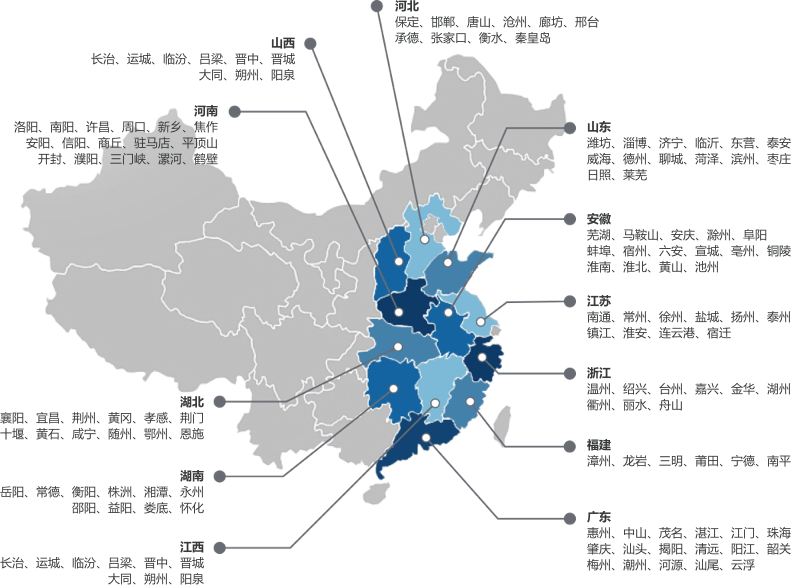 河北
保定、邯郸、唐山、沧州、廊坊、邢台
承德、张家口、衡水、秦皇岛
山西
长治、运城、临汾、吕梁、晋中、晋城
大同、朔州、阳泉
河南
洛阳、南阳、许昌、周口、新乡、焦作
安阳、信阳、商丘、驻马店、平顶山
开封、濮阳、三门峡、漯河、鹤壁
山东
潍坊、淄博、济宁、临沂、东营、泰安
威海、德州、聊城、菏泽、滨州、枣庄
日照、莱芜
安徽
芜湖、马鞍山、安庆、滁州、阜阳
蚌埠、宿州、六安、宣城、亳州、铜陵
淮南、淮北、黄山、池州
江苏
南通、常州、徐州、盐城、扬州、泰州
镇江、淮安、连云港、宿迁
浙江
温州、绍兴、台州、嘉兴、金华、湖州
衢州、丽水、舟山
湖北
襄阳、宜昌、荆州、黄冈、孝感、荆门
十堰、黄石、咸宁、随州、鄂州、恩施
福建
漳州、龙岩、三明、莆田、宁德、南平
湖南
岳阳、常德、衡阳、株洲、湘潭、永州
邵阳、益阳、娄底、怀化
广东
惠州、中山、茂名、湛江、江门、珠海
肇庆、汕头、揭阳、清远、阳江、韶关
梅州、潮州、河源、汕尾、云浮
江西
长治、运城、临汾、吕梁、晋中、晋城
大同、朔州、阳泉